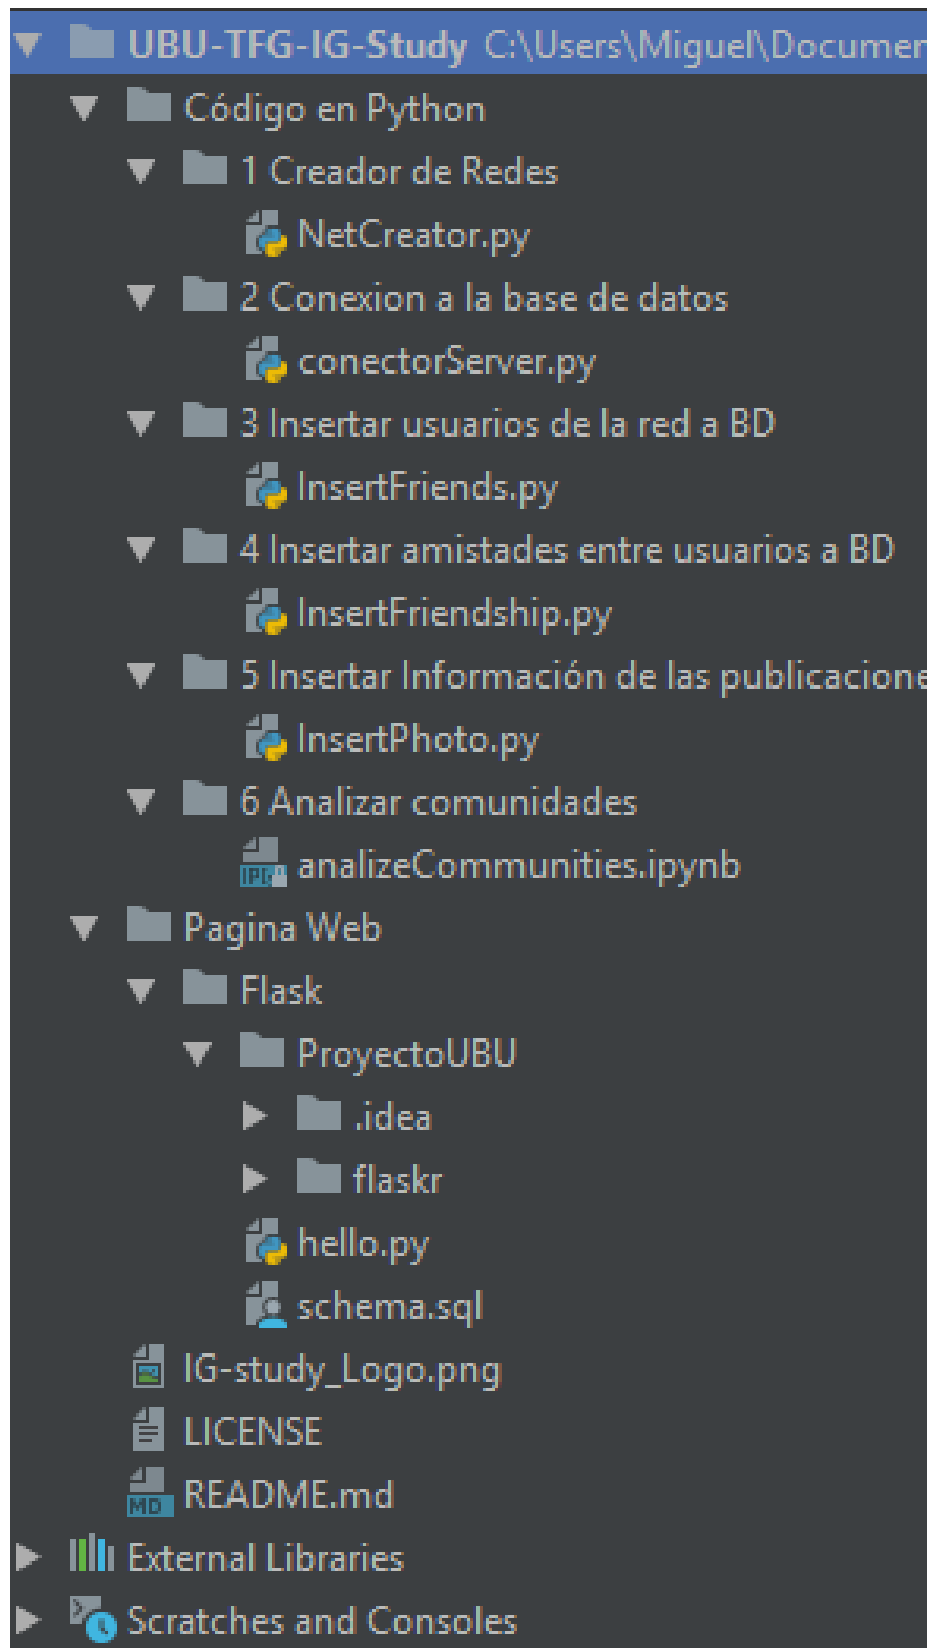 UBU-TFG-IG-Study C:\Users\Miguel\Documen
Código en Python
1 Creador de Redes
NetCreator.py
2 Conexion a la base de datos
conectorServer.py
3 Insertar usuarios de la red a BD
InsertFriends.py
4 Insertar amistades entre usuarios a BD
InsertFriendship.py
5 Insertar Información de las publicacione
InsertPhoto.py
6 Analizar comunidades
analizeCommunities.ipynb
Pagina Web
Flask
ProyectoUBU
.idea
flaskr
hello.py
schema.sql
IG-study_Logo.png
LICENSE
MD README.md
External Libraries
Scratches and Consoles